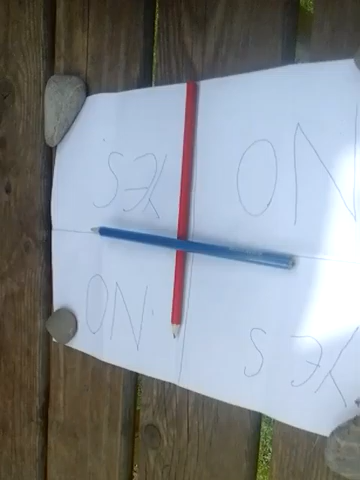 YES NO
NO YES